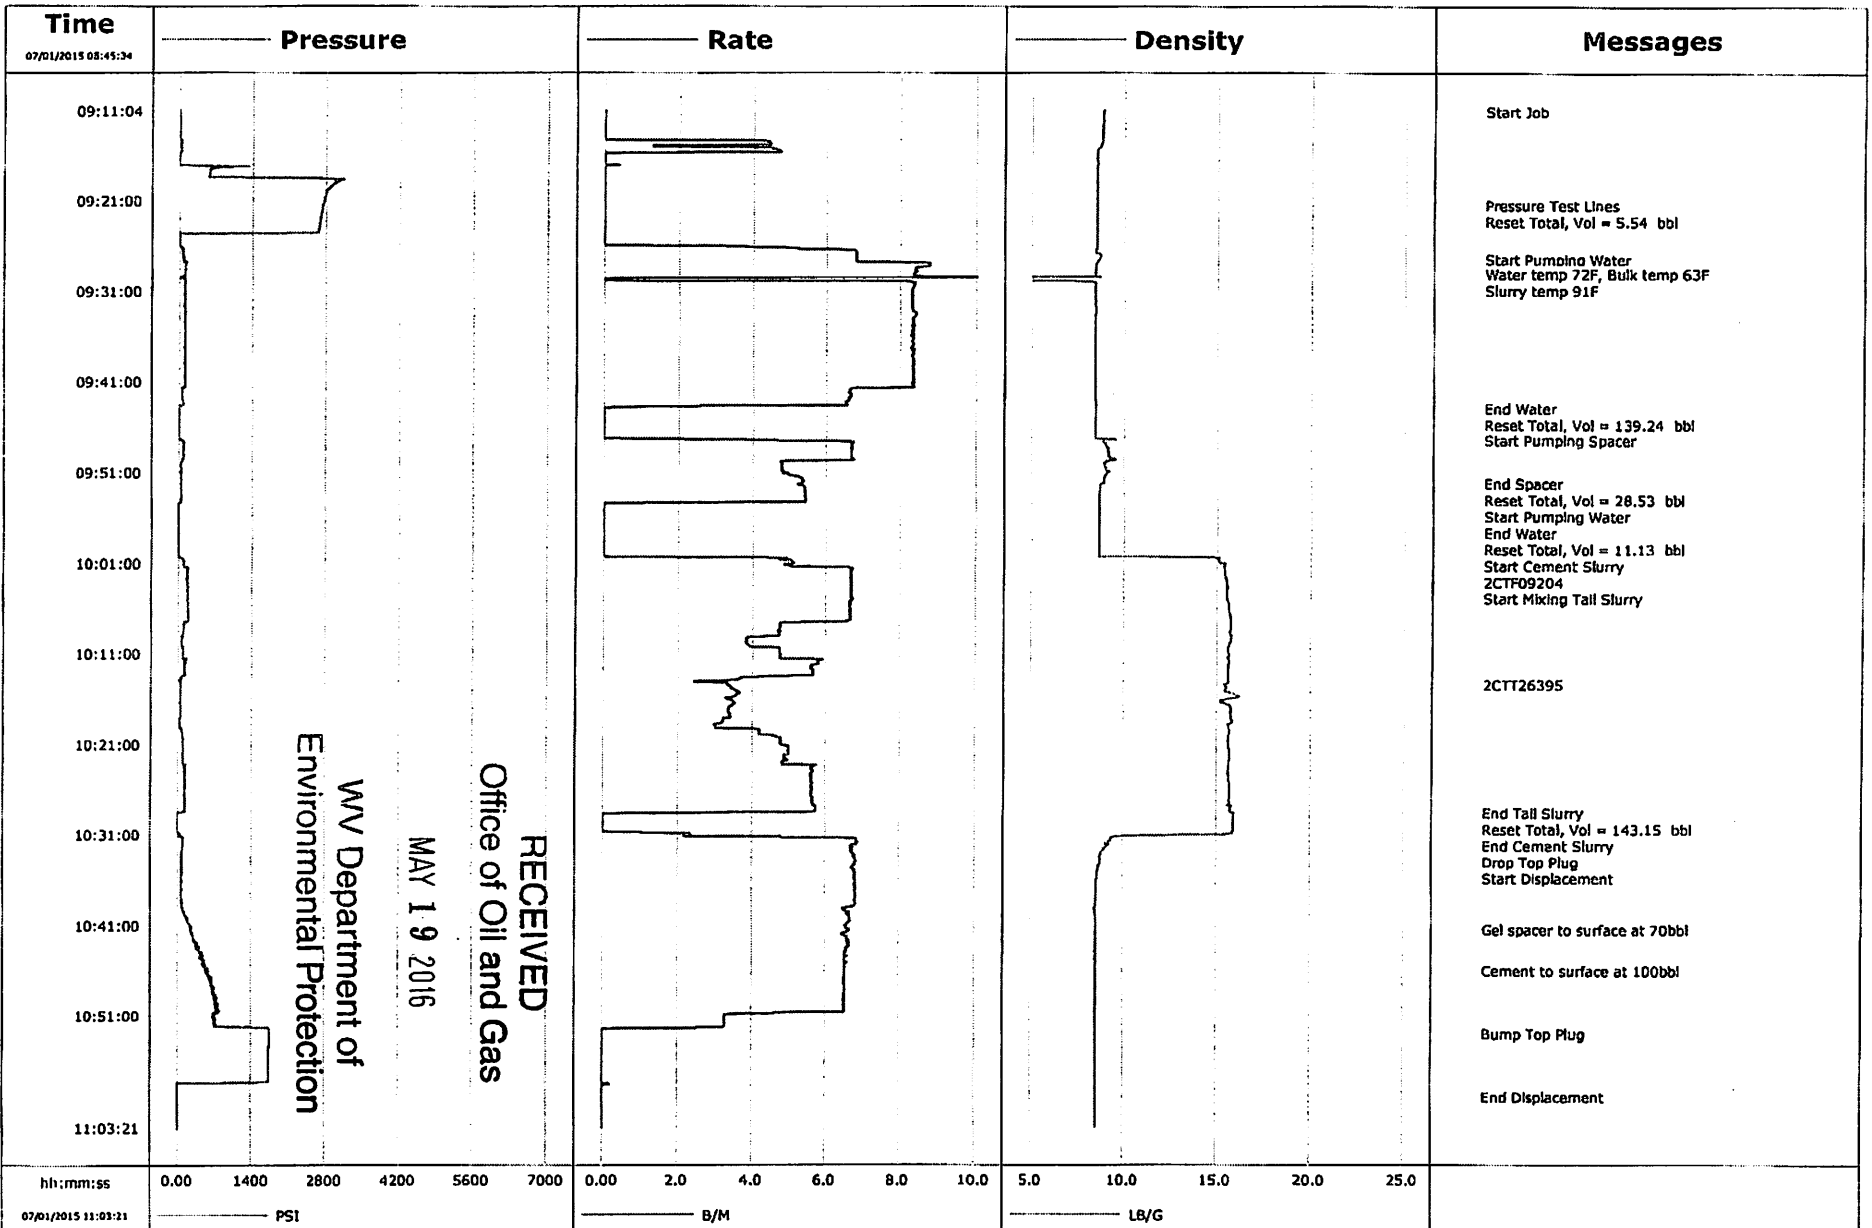 Time
07/01/2015 08:45:34
Pressure
Rate
Density
Messages
09:11:04
09:21:00
09:31:00
09:41:00
09:51:00
10:01:00
10:11:00
10:21:00
10:31:00
10:41:00
10:51:00
11:03:21
Start Job
Pressure Test Lines
Reset Total, Vol = 5.54 bbl
Start Pumping Water
Water temp 72F, Bulk temp 63F
Slurry temp 91F
End Water
Reset Total, Vol = 139.24 bbl
Start Pumping Spacer
End Spacer
Reset Total, Vol = 28.53 bbl
Start Pumping Water
End Water
Reset Total, Vol = 11.13 bbl
Start Cement Slurry
2CTF09204
Start Mixing Tail Slurry
2CTT26395
End Tail Slurry
Reset Total, Vol = 143.15 bbl
End Cement Slurry
Drop Top Plug
Start Displacement
Gel spacer to surface at 70bbl
Cement to surface at 100bbl
Bump Top Plug
End Displacement
RECEIVED
Office of Oil and Gas
MAY 19 2016
WV Department of
Environmental Protection
hh:mm:ss
0.00 1400 2800 4200 5600 7000
0.00 2.0 4.0 6.0 8.0 10.0
5.0 10.0 15.0 20.0 25.0
07/01/2015 11:03:21
PSI
B/M
LB/G